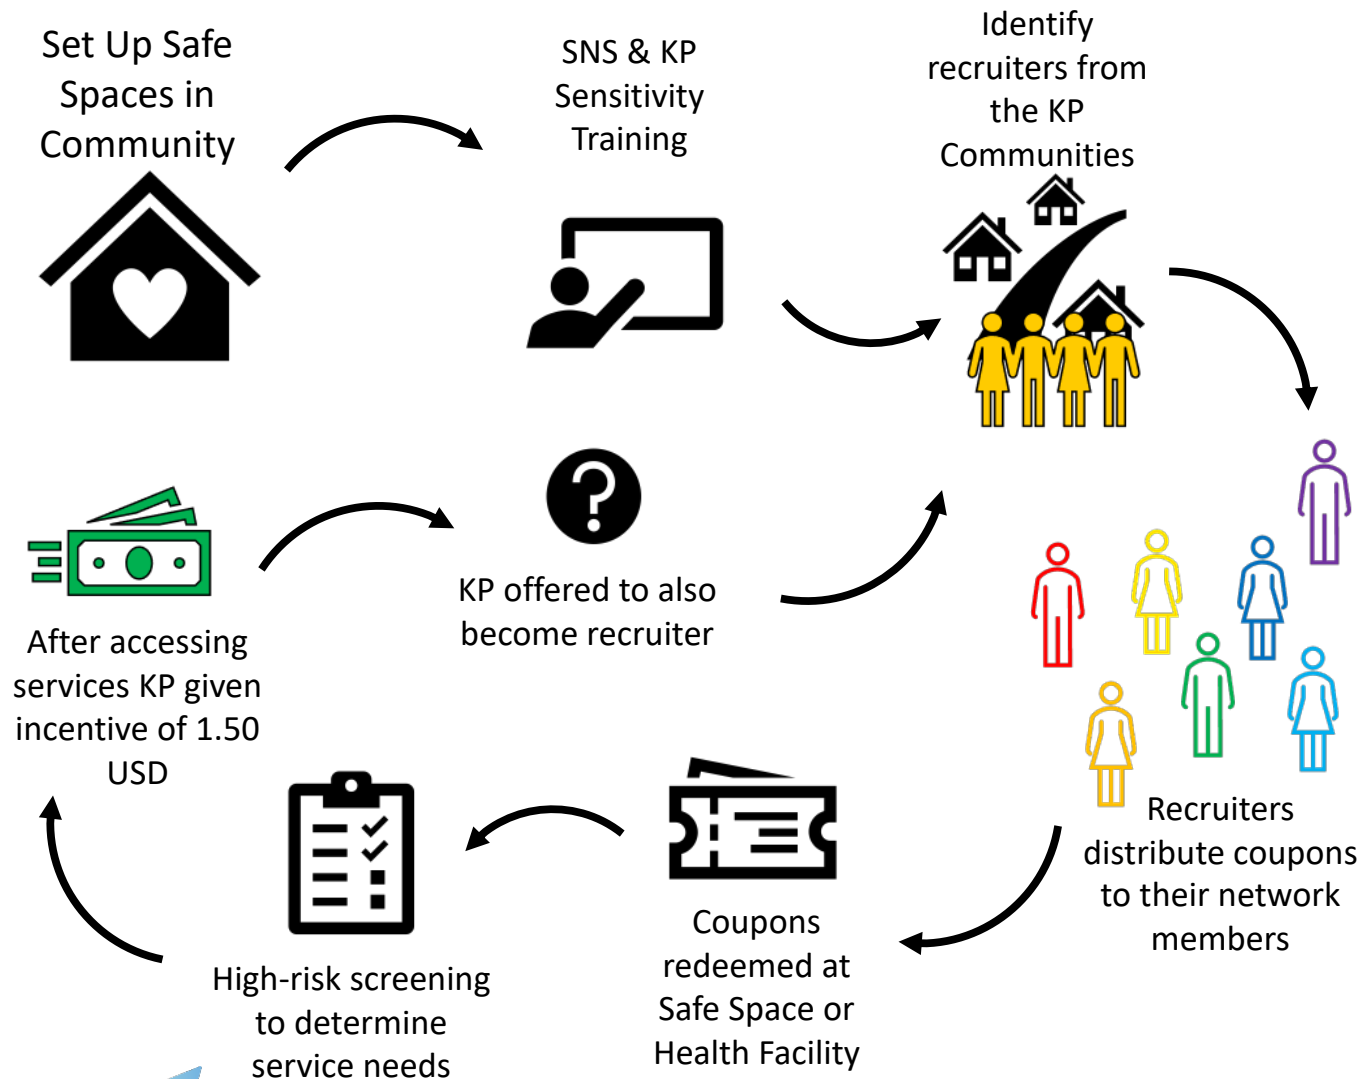 Set Up Safe
Spaces in
Community
SNS & KP
Sensitivity
Training
Identify
recruiters from
the KP
Communities
Recruiters
distribute coupons
to their network
members
Coupons
redeemed at
Safe Space or
Health Facility
High-risk screening
to determine
service needs
After accessing
services KP given
incentive of 1.50
USD
KP offered to also
become recruiter